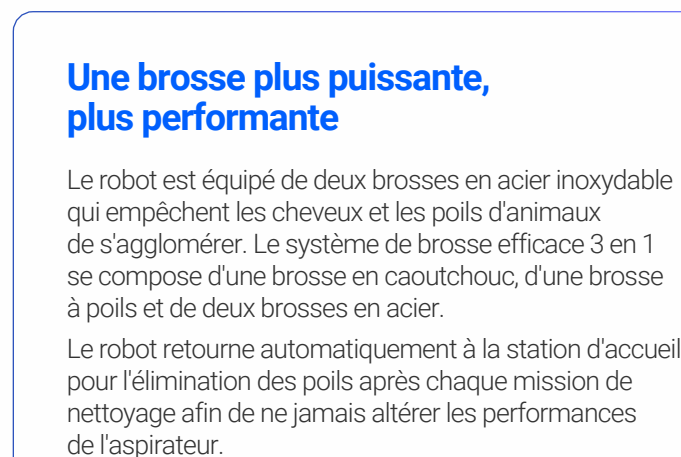 Une brosse plus puissante,
plus performante
Le robot est équipé de deux brosses en acier inoxydable
qui empêchent les cheveux et les poils d'animaux
de s'agglomérer. Le système de brosse efficace 3 en 1
se compose d'une brosse en caoutchouc, d'une brosse
à poils et de deux brosses en acier.
Le robot retourne automatiquement à la station d'accueil
pour l'élimination des poils après chaque mission de
nettoyage afin de ne jamais altérer les performances
de l'aspirateur.